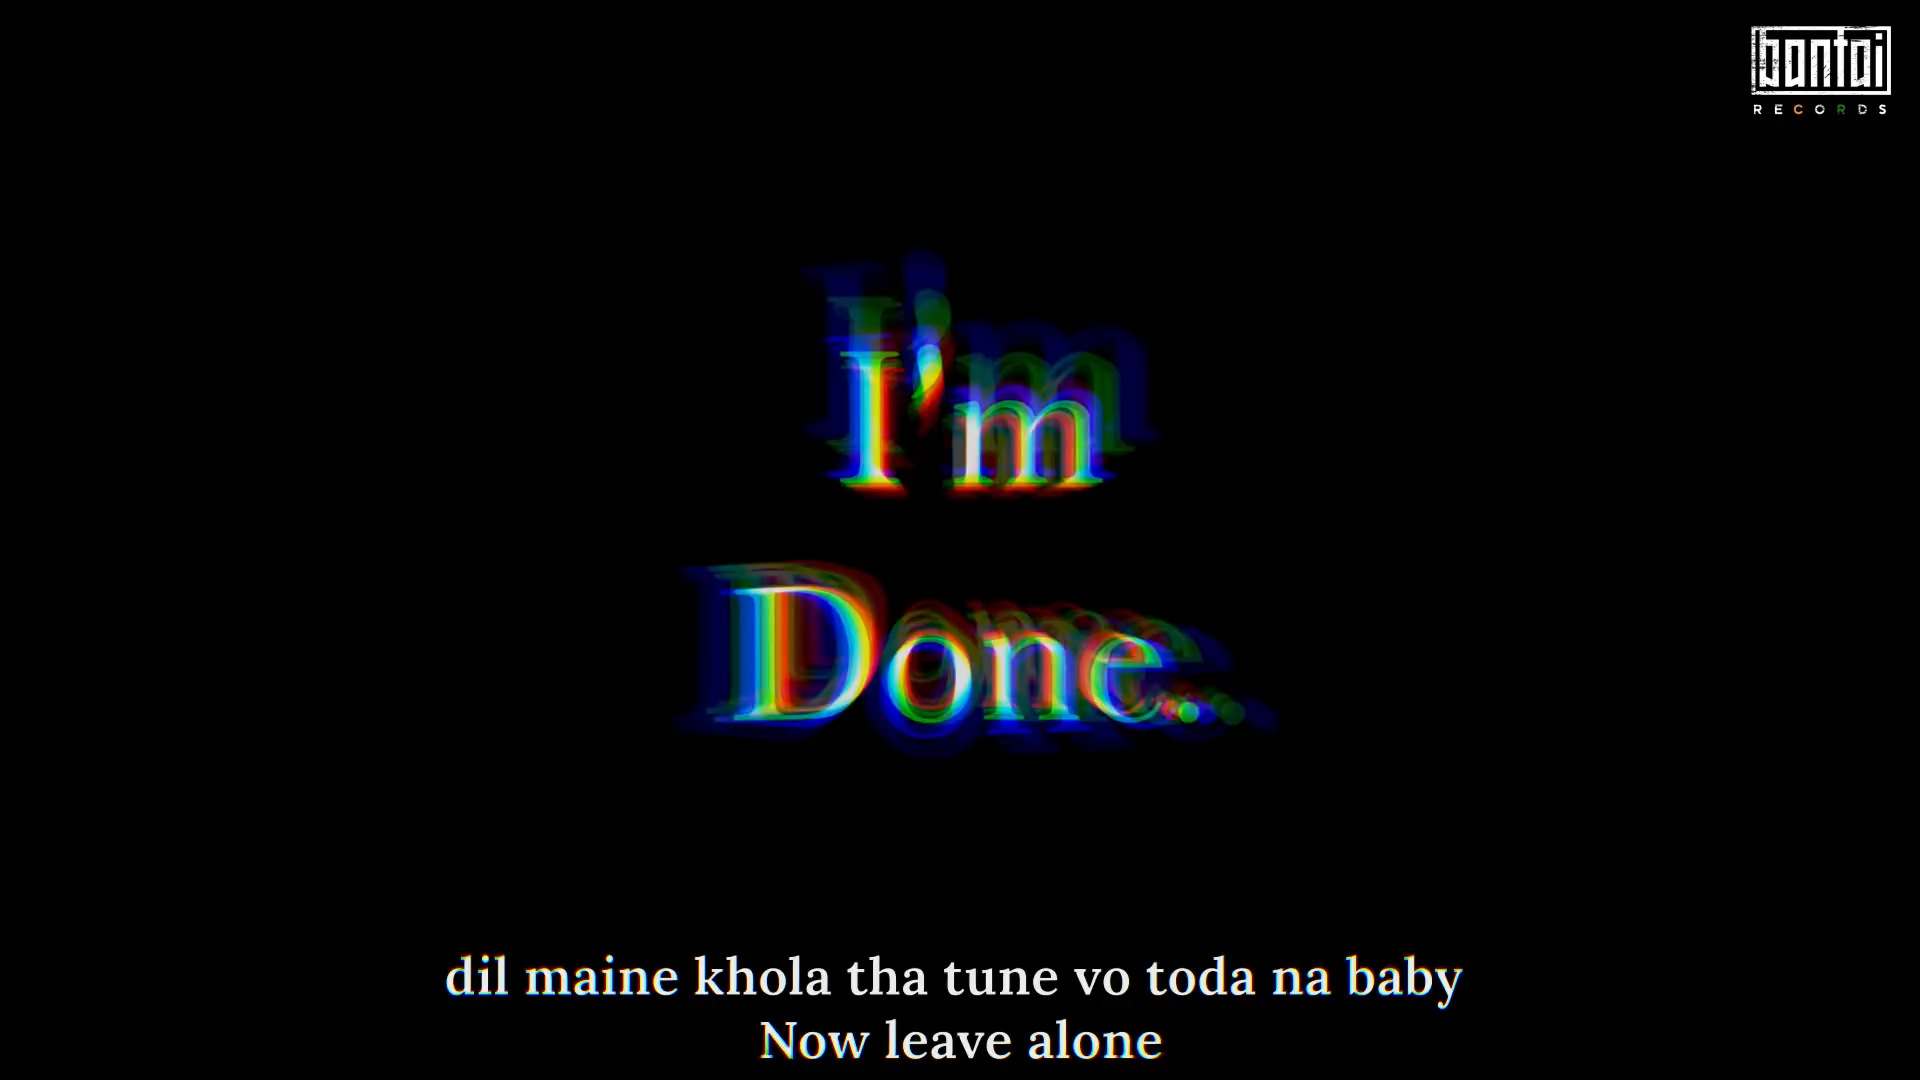 bantai
RECORDS
I'm
Done..
dil maine khola tha tune vo toda na baby
Now leave alone